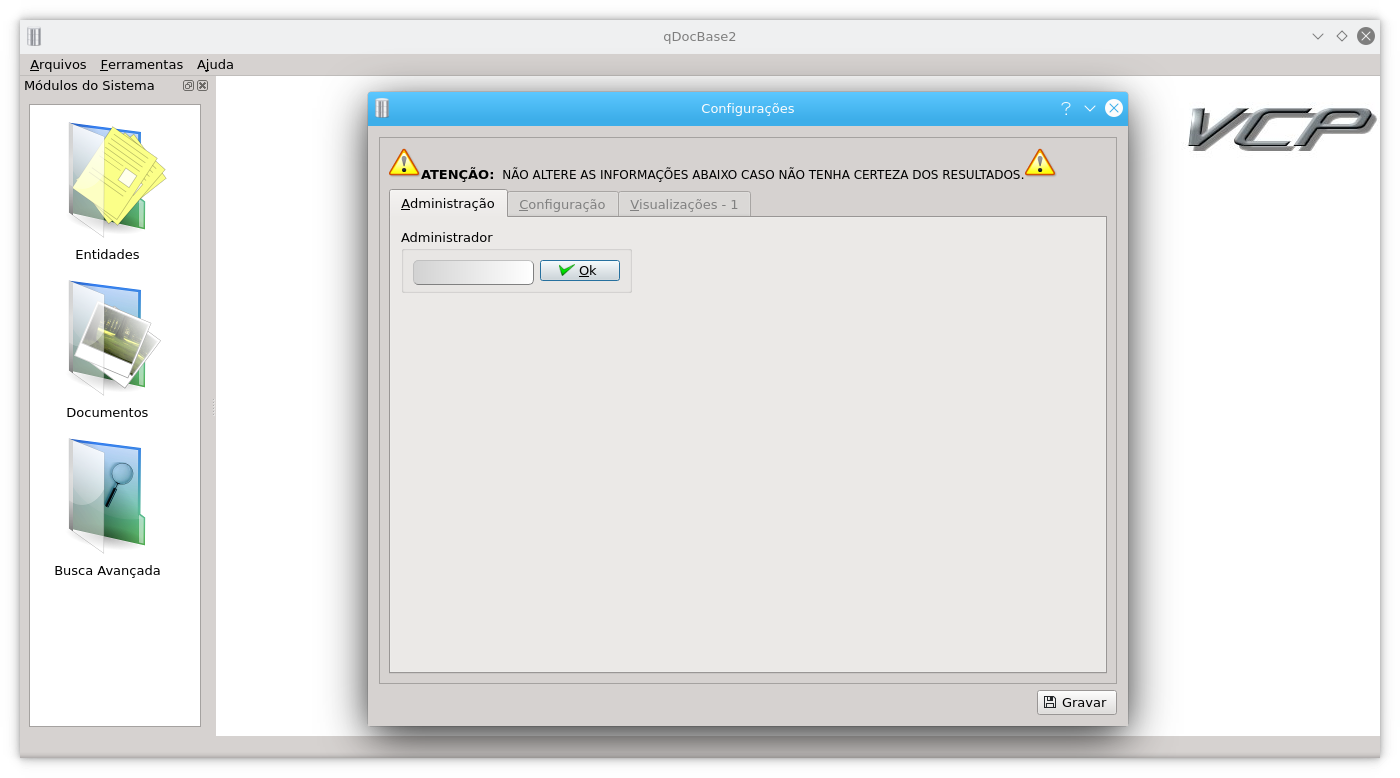 qDocBase2
Arquivos Ferramentas Ajuda
Módulos do Sistema
Entidades
Documentos
Busca Avançada
VCP
Configurações
ATENÇÃO: NÃO ALTERE AS INFORMAÇÕES ABAIXO CASO NÃO TENHA CERTEZA DOS RESULTADOS.
Administração Configuração Visualizações - 1
Administrador
Ok
Gravar